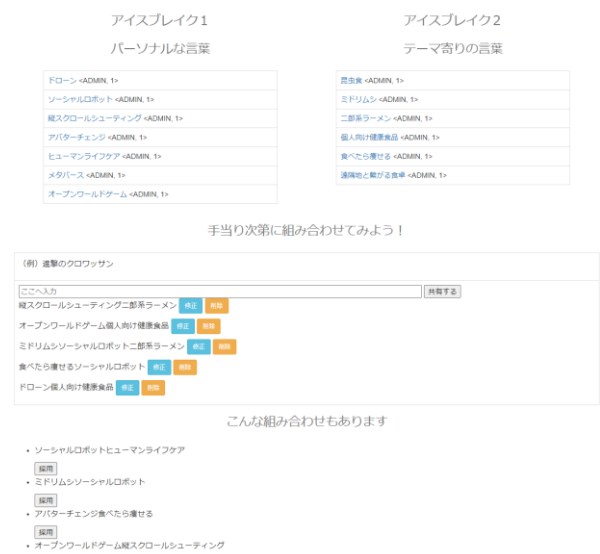 アイスブレイク1
パーソナルな言葉
ドローン <ADMIN, 1>
ソーシャルロボット <ADMIN, 1>
縦スクロールシューティング <ADMIN, 1>
アバターチェンジ <ADMIN, 1>
ヒューマンライフケア <ADMIN, 1>
メタバース <ADMIN, 1>
オープンワールドゲーム <ADMIN, 1>
アイスブレイク2
テーマ寄りの言葉
昆虫食 <ADMIN, 1>
ミドリムシ <ADMIN, 1>
二郎系ラーメン <ADMIN, 1>
個人向け健康食品 <ADMIN, 1>
食べたら痩せる <ADMIN, 1>
遠隔地と繋がる食卓 <ADMIN, 1>
手当り次第に組み合わせてみよう！
（例）進撃のクロワッサン
ここへ入力 共有する
縦スクロールシューティング二郎系ラーメン 修正 削除
オープンワールドゲーム個人向け健康食品 修正 削除
ミドリムシソーシャルロボット二郎系ラーメン 修正 削除
食べたら痩せるソーシャルロボット 修正 削除
ドローン個人向け健康食品 修正 削除
こんな組み合わせもあります
• ソーシャルロボットヒューマンライフケア
採用
• ミドリムシソーシャルロボット
採用
• アバターチェンジ食べたら痩せる
採用
• オープンワールドゲーム縦スクロールシューティング